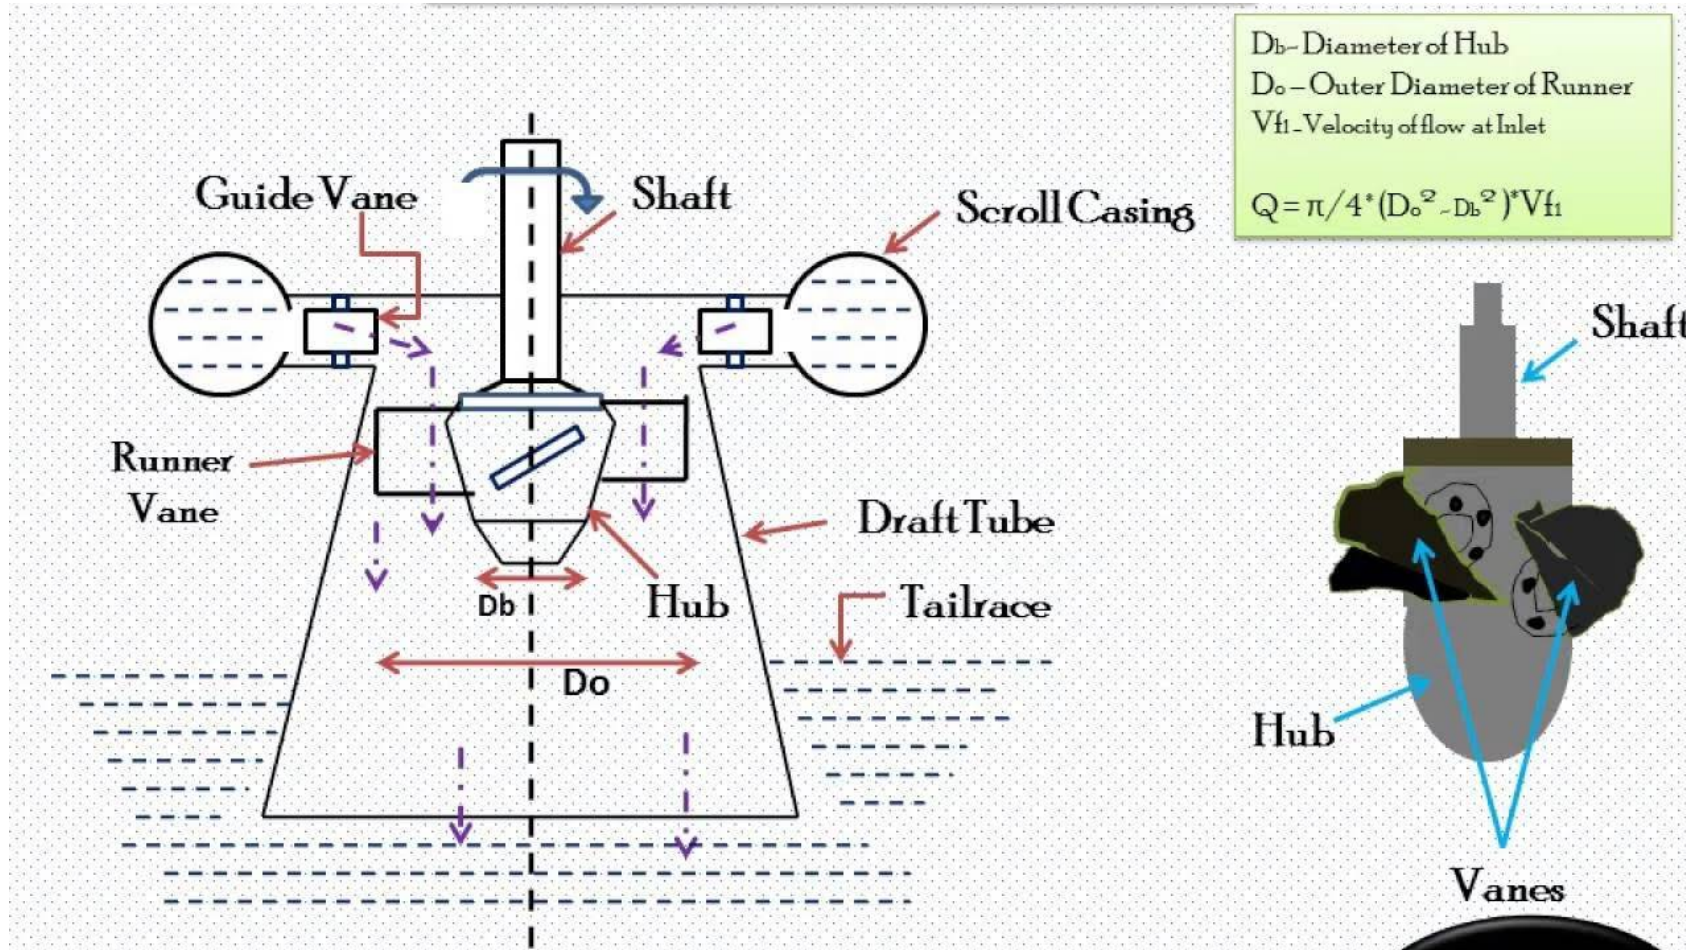 Db-Diameter of Hub
Do – Outer Diameter of Runner
Vf1-Velocity of flow at Inlet
Q = π/4*(Do²-Db²)*Vf1
Guide Vane
Shaft
Scroll Casing
Shaft
Runner
Vane
Draft Tube
Db
Hub
Tailrace
Do
Hub
Vanes